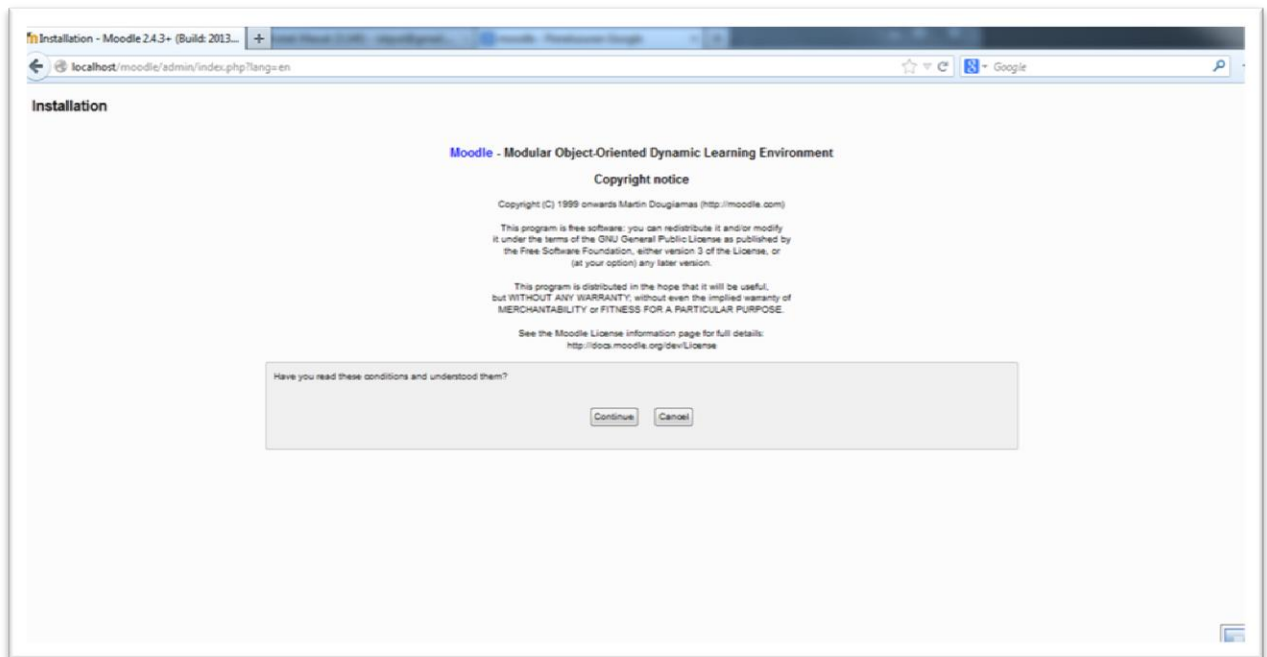 Installation - Moodle 2.4.3+ (Build: 2013...
localhost/moodle/admin/index.php?lang=en
Google
Installation
Moodle - Modular Object-Oriented Dynamic Learning Environment
Copyright notice
Copyright (C) 1999 onwards Martin Dougiamas (http://moodle.com)
This program is free software: you can redistribute it and/or modify
it under the terms of the GNU General Public License as published by
the Free Software Foundation, either version 3 of the License, or
(at your option) any later version.
This program is distributed in the hope that it will be useful,
but WITHOUT ANY WARRANTY; without even the implied warranty of
MERCHANTABILITY or FITNESS FOR A PARTICULAR PURPOSE.
See the Moodle License information page for full details:
http://docs.moodle.org/dev/License
Have you read these conditions and understood them?
Continue Cancel